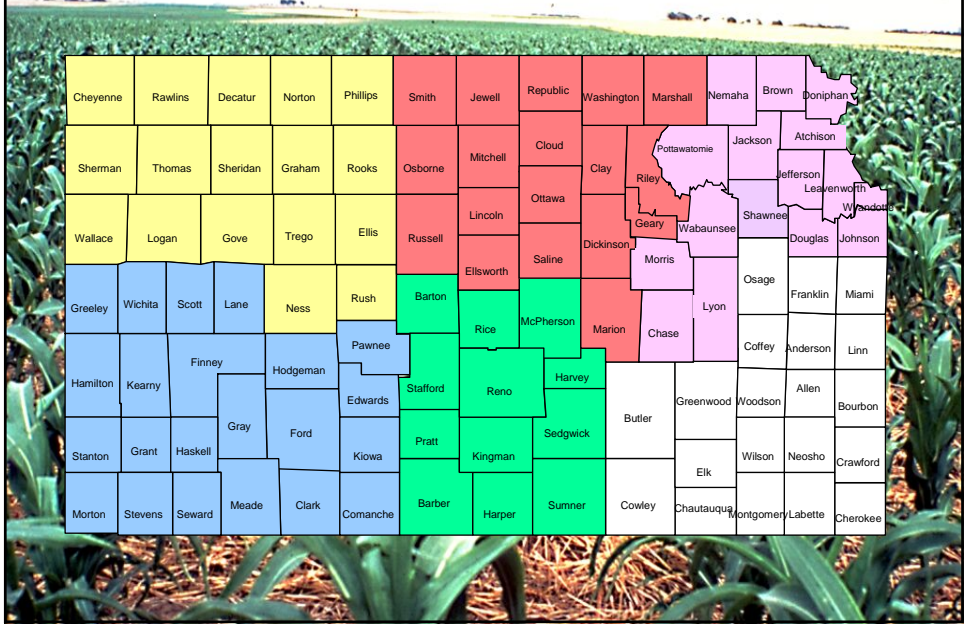 Cheyenne
Rawlins
Decatur
Norton
Phillips
Smith
Jewell
Republic
Washington
Marshall
Nemaha
Brown
Doniphan
Sherman
Thomas
Sheridan
Graham
Rooks
Osborne
Mitchell
Cloud
Clay
Riley
Pottawatomie
Jackson
Atchison
Jefferson
Leavenworth
Wyandotte
Wallace
Logan
Gove
Trego
Ellis
Russell
Lincoln
Ottawa
Ellsworth
Saline
Dickinson
Geary
Wabaunsee
Shawnee
Douglas
Johnson
Morris
Greeley
Wichita
Scott
Lane
Ness
Rush
Barton
Rice
McPherson
Marion
Chase
Lyon
Osage
Franklin
Miami
Hamilton
Kearny
Finney
Hodgeman
Pawnee
Edwards
Stafford
Reno
Harvey
Coffey
Anderson
Linn
Stanton
Grant
Haskell
Gray
Ford
Kiowa
Pratt
Kingman
Sedgwick
Butler
Greenwood
Woodson
Allen
Bourbon
Elk
Wilson
Neosho
Crawford
Morton
Stevens
Seward
Meade
Clark
Comanche
Barber
Harper
Sumner
Cowley
Chautauqua
Montgomery
Labette
Cherokee